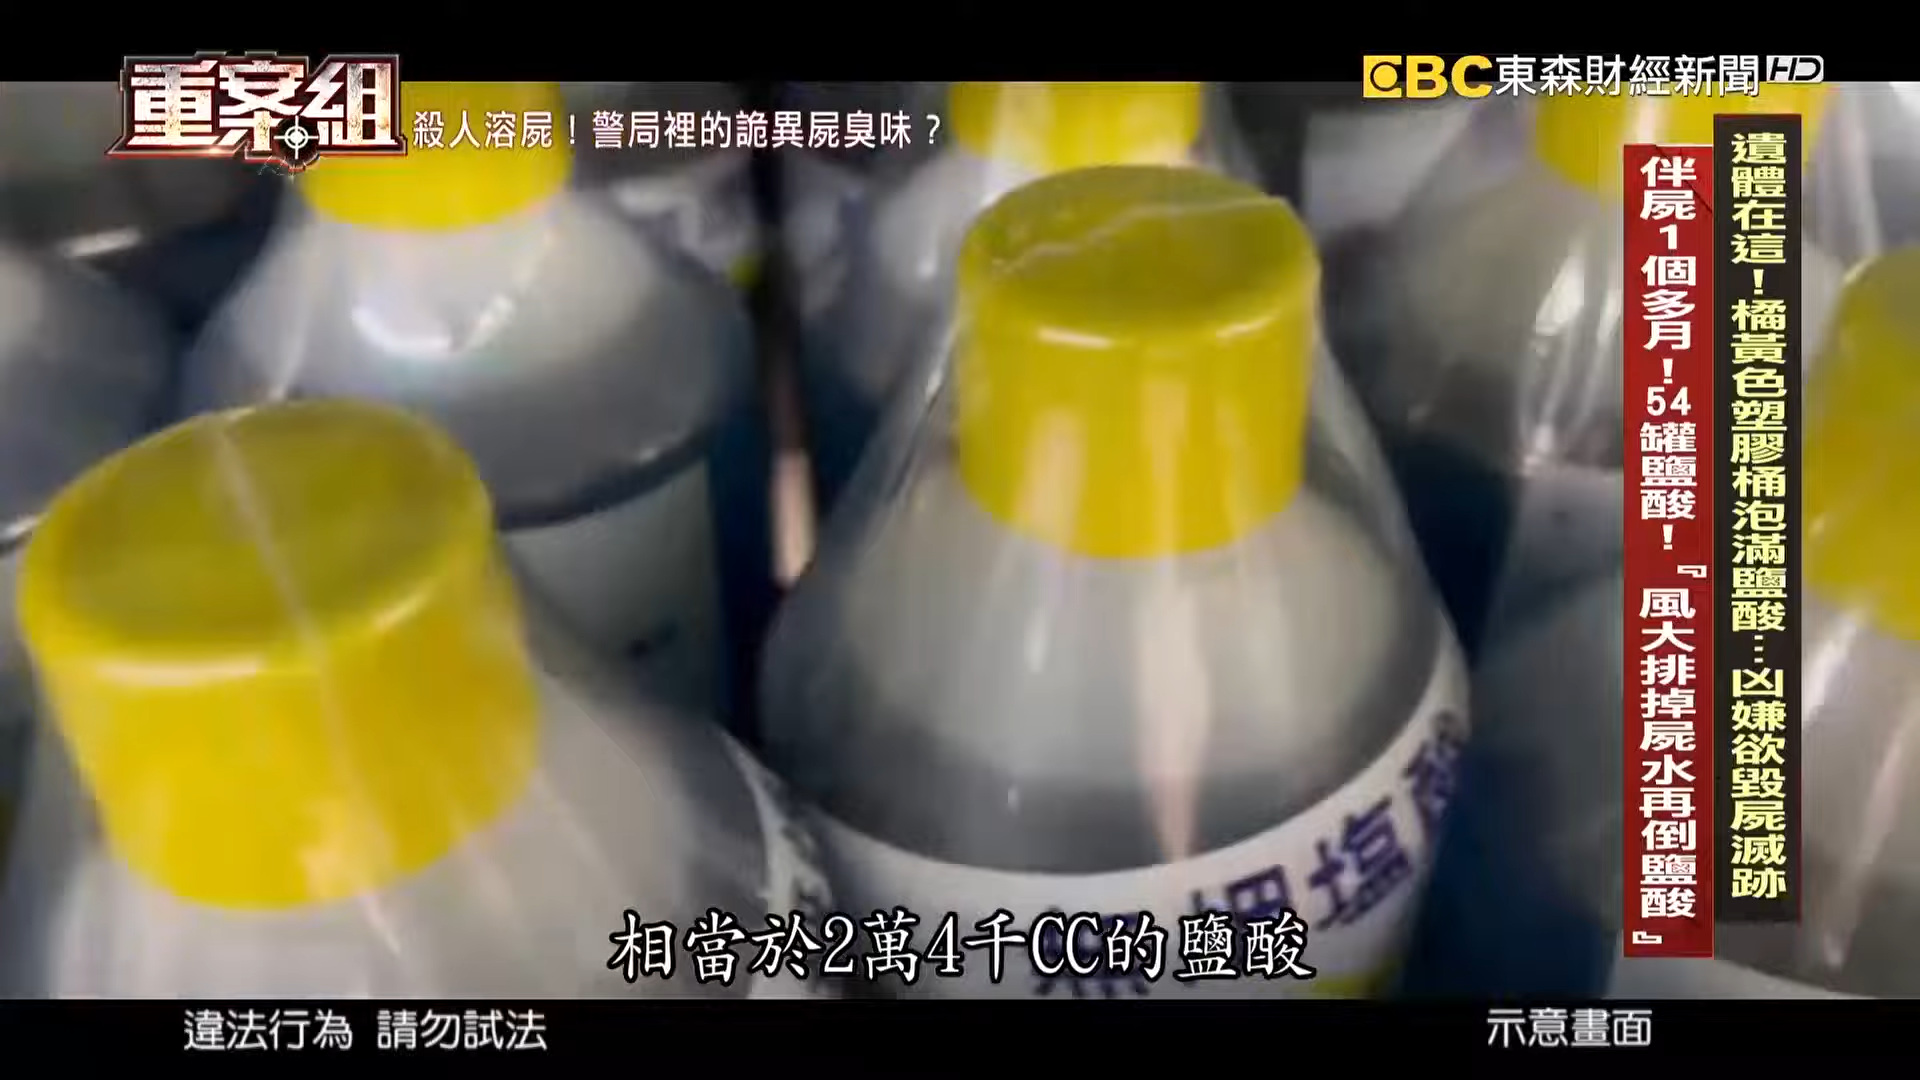 重案組
殺人溶屍！警局裡的詭異屍臭味？
EBC東森財經新聞HD
遺體在這！橘黃色塑膠桶泡滿鹽酸…凶嫌欲毀屍滅跡
伴屍1個多月！54罐鹽酸！『風大排掉屍水再倒鹽酸』
塩酸
相當於2萬4千CC的鹽酸
違法行為 請勿試法
示意畫面